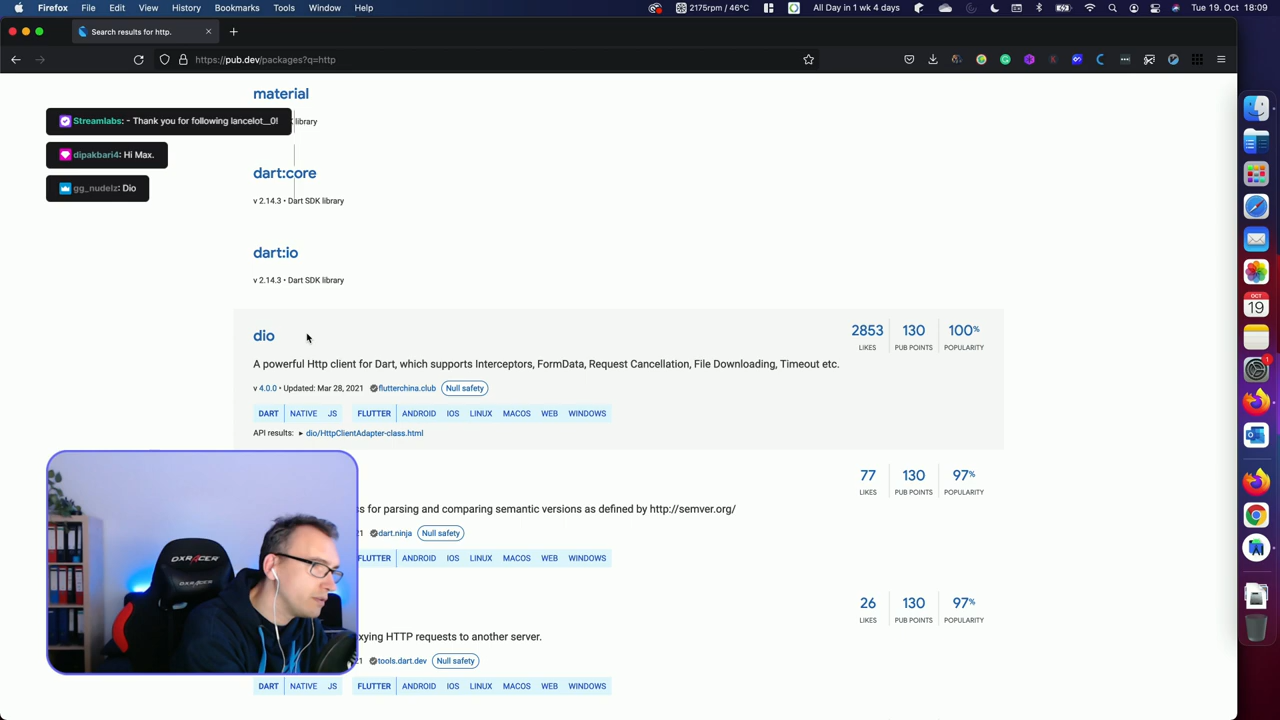 Firefox File Edit View History Bookmarks Tools Window Help
2175rpm / 46°C All Day in 1 wk 4 days Tue 19. Oct 18:09
Search results for http.
https://pub.dev/packages?q=http
material
library
Streamlabs: - Thank you for following lancelot__0!
dipakbari4: Hi Max.
gg_nudelz: Dio
dart:core
v 2.14.3 • Dart SDK library
dart:io
v 2.14.3 • Dart SDK library
dio
2853 130 100%
LIKES PUB POINTS POPULARITY
A powerful Http client for Dart, which supports Interceptors, FormData, Request Cancellation, File Downloading, Timeout etc.
v 4.0.0 • Updated: Mar 28, 2021 flutterchina.club Null safety
DART NATIVE JS FLUTTER ANDROID IOS LINUX MACOS WEB WINDOWS
API results: ▸ dio/HttpClientAdapter-class.html
77 130 97%
LIKES PUB POINTS POPULARITY
s for parsing and comparing semantic versions as defined by http://semver.org/
21 dart.ninja Null safety
FLUTTER ANDROID IOS LINUX MACOS WEB WINDOWS
26 130 97%
LIKES PUB POINTS POPULARITY
xying HTTP requests to another server.
21 tools.dart.dev Null safety
DART NATIVE JS FLUTTER ANDROID IOS LINUX MACOS WEB WINDOWS
DXRACER
OCT
19
1